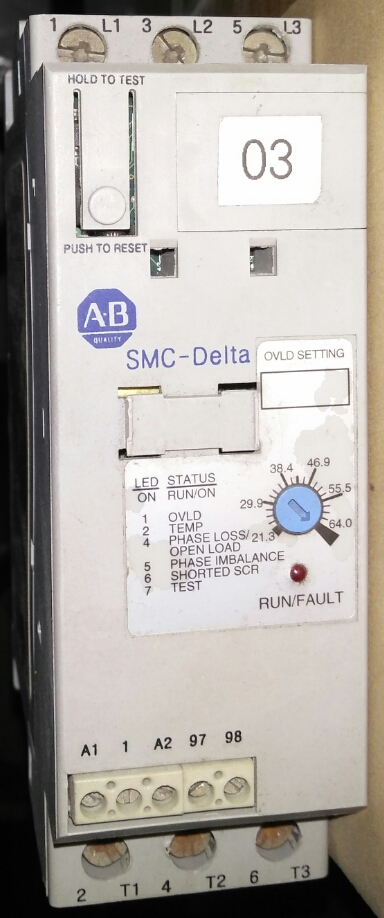 1 L1 3 L2 5 L3
HOLD TO TEST
03
PUSH TO RESET
A-B
QUALITY
SMC-Delta
OVLD SETTING
LED STATUS
ON RUN/ON
1 OVLD
2 TEMP
4 PHASE LOSS/
OPEN LOAD
5 PHASE IMBALANCE
6 SHORTED SCR
7 TEST
38.4 46.9
29.9 55.5
21.3 64.0
RUN/FAULT
A1 1 A2 97 98
2 T1 4 T2 6 T3